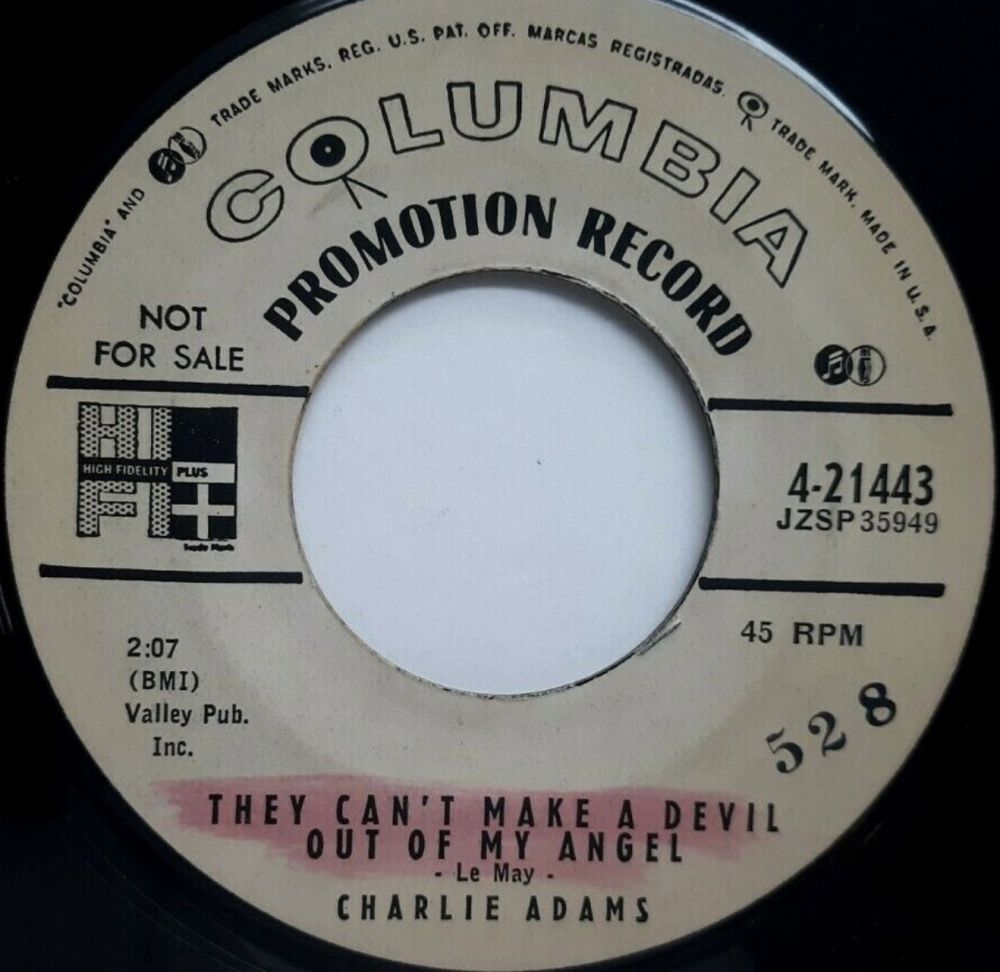 "COLUMBIA" AND TRADE MARKS, REG. U.S. PAT. OFF. MARCAS REGISTRADAS. TRADE MARK. MADE IN U.S.A.
COLUMBIA
PROMOTION RECORD
NOT
FOR SALE
HI
HIGH FIDELITY PLUS
FI
4-21443
JZSP 35949
45 RPM
2:07
(BMI)
Valley Pub.
Inc.
528
THEY CAN'T MAKE A DEVIL
OUT OF MY ANGEL
- Le May -
CHARLIE ADAMS